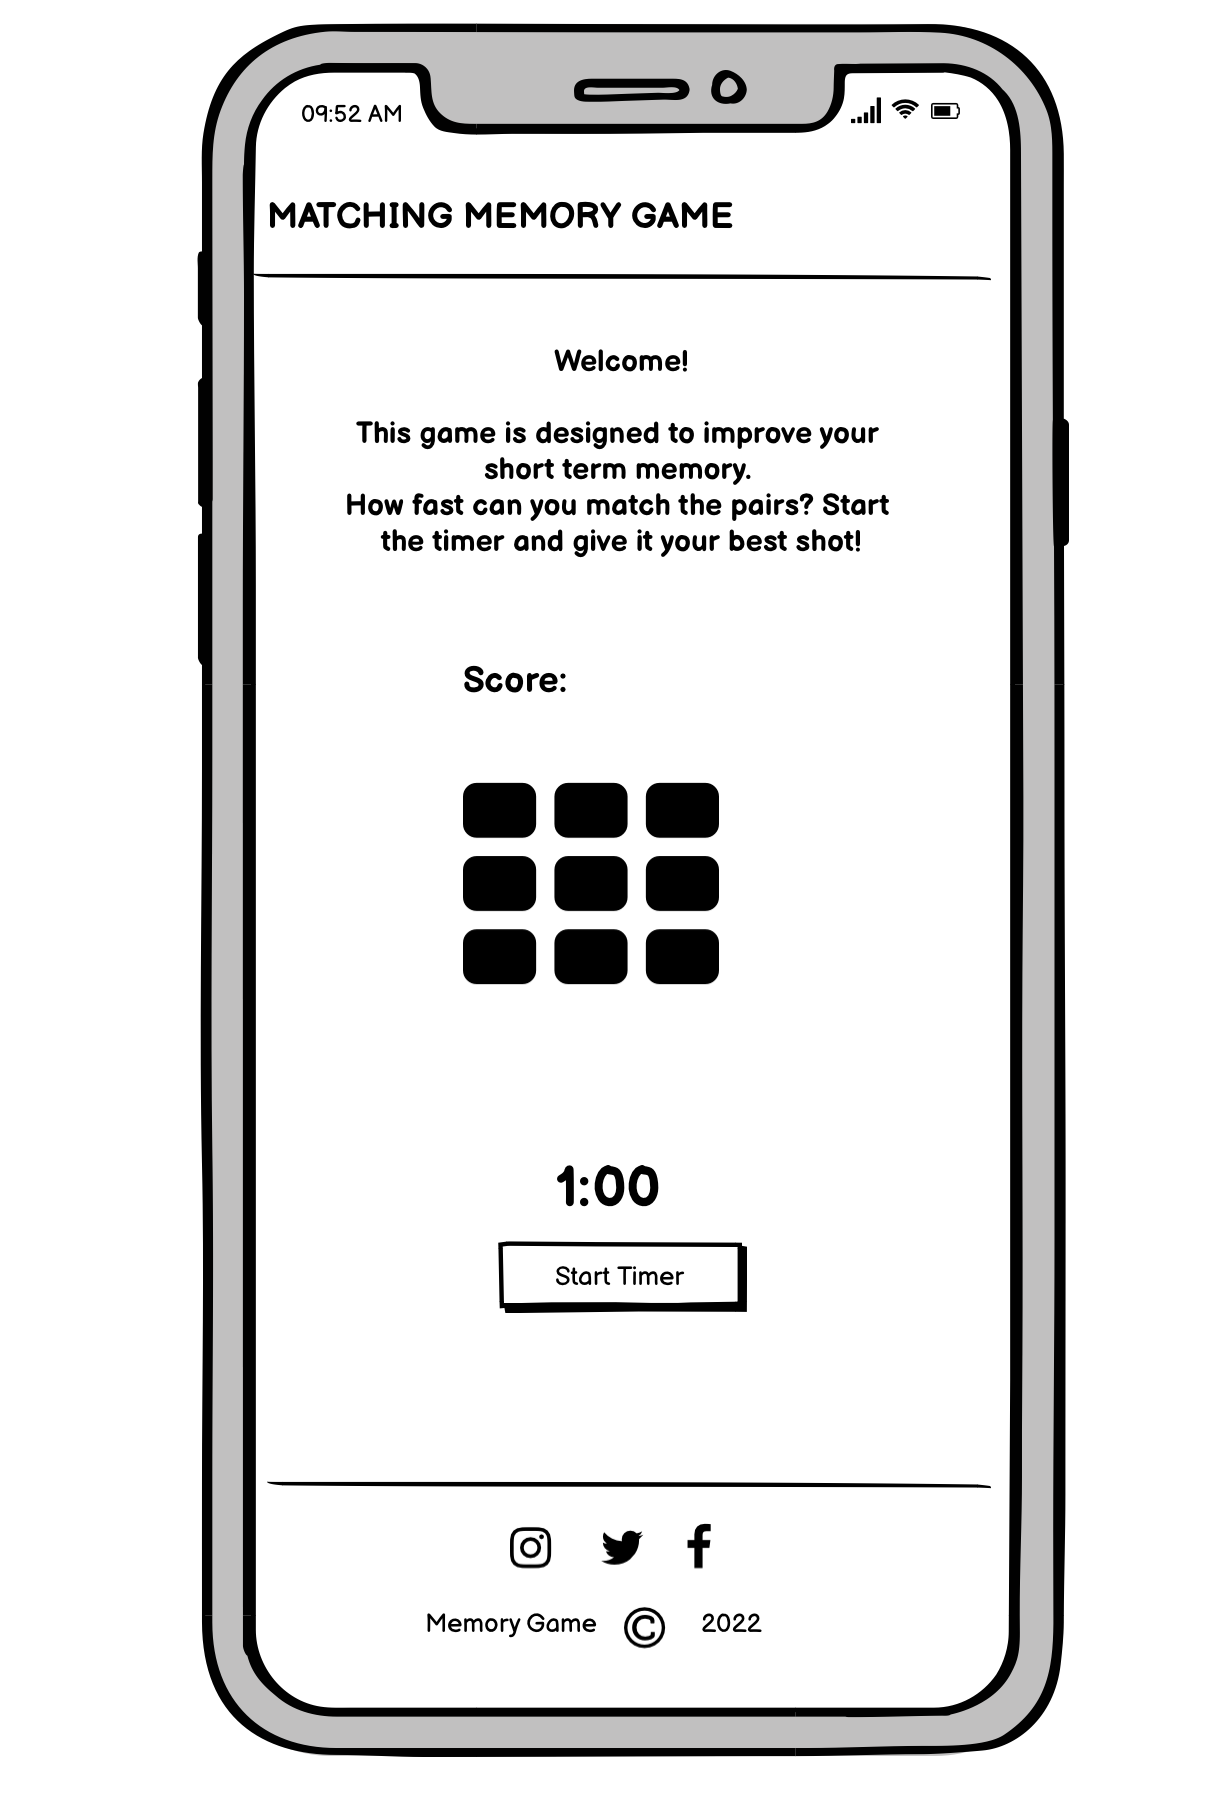 09:52 AM
MATCHING MEMORY GAME
Welcome!
This game is designed to improve your
short term memory.
How fast can you match the pairs? Start
the timer and give it your best shot!
Score:
1:00
Start Timer
Memory Game © 2022